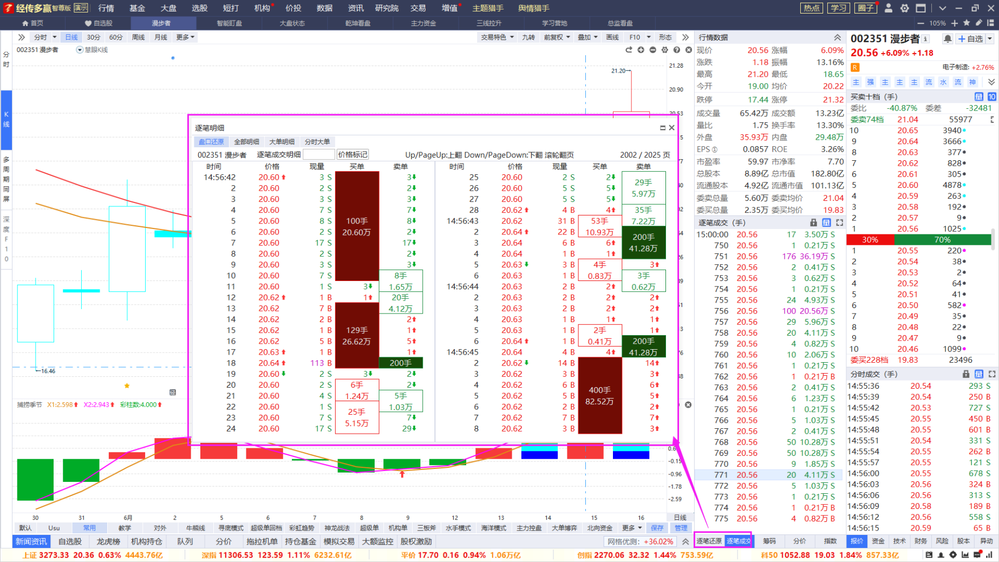 经传多赢 智尊版 演示 行情 基金 大盘 选股 短打 机构 价投 数据 资讯 研究院 交易 增值 主题猎手 舆情猎手 热点 学习 圈子
首页 自选股 漫步者 智能盯盘 大盘状态 乾坤看盘 主力资金 三线拉升 学习营地 总监看盘 105%
分时 日线 30分 60分 周线 月线 更多 交易特色 九转 前复权 叠加 画线 F10 形态
002351 漫步者 慧眼K线
分时
K线
多周期同屏
深度F10
21.20
21.28
20.90
20.53
16.46
逐笔明细
盘口还原 全部明细 大单明细 分时大单
002351 漫步者 逐笔成交明细 价格标记 Up/PageUp:上翻 Down/PageDown:下翻 滚轮翻页 2002 / 2025 页
时间 价格 现量 买单 卖单
14:56:42 20.60 3 S 3
2 20.60 2 S 2
3 20.60 3 S 3
4 20.60 7 S 7
5 20.60 8 S 8
6 20.60 2 S 2
7 20.60 17 S 17
8 20.60 2 S 2
9 20.60 3 S 3
10 20.60 7 S
11 20.60 1 S 3
12 20.62 1 B 1
13 20.62 7 B
14 20.62 2 B 2
15 20.62 1 B 1
16 20.62 5 B 5
17 20.63 1 B 1
18 20.64 113 B
19 20.60 2 S 3 2
20 20.60 2 S 2
21 20.60 4 S
22 20.60 1 S
23 20.60 7 S 7
24 20.60 17 S 29
100手
20.60万
8手
1.65万
20手
4.12万
129手
26.62万
200手
6手
1.24万
5手
1.03万
25手
5.15万
时间 价格 现量 买单 卖单
25 20.60 2 S 2
26 20.60 5 S 5
27 20.60 5 S 5
28 20.62 4 B 4
14:56:43 20.62 31 B
2 20.64 22 B
3 20.64 6 B 6
4 20.64 1 B 1
5 20.63 3 B 3
6 20.63 1 B
14:56:44 20.63 2 B 2
2 20.63 2 B 2 2
3 20.63 2 B 2 2
4 20.63 1 B 1 1
5 20.63 1 B 1
6 20.64 1 B
14:56:45 20.64 4 B 4
2 20.62 14 B 14
3 20.62 3 B 3
4 20.62 6 B 6
5 20.62 5 B 5
6 20.62 2 B 2
7 20.62 7 B 7
8 20.62 3 B 3
29手
5.97万
35手
7.22万
53手
10.93万
200手
41.28万
4手
0.83万
3手
0.62万
2手
0.41万
200手
41.28万
400手
82.52万
捕捞季节 X1:2.598 X2:2.943 彩柱数:4.000
-0.15
-0.96
-1.78
-2.59
30 31 6月 2 5 6 7 8 9 12 13 14 15 16 日线
默认 Usu 常用 教学 对外 牛熊线 寻底模式 超级单回档 彩虹趋势 神龙战法 超级单 机构单 三板斧 水手模式 海洋模式 主力控盘 大单博弈 北向资金 更多 保存 管理
新闻资讯 自选股 龙虎榜 机构持仓 队列 分价 拖拉机单 持仓基金 模拟交易 大额监控 股权激励 网格优测: +36.02% 逐笔还原 逐笔成交 筹码 分价 指数 报价 资金 技术 财务 风险 股本 异动
上证 3273.33 20.36 0.63% 4443.76亿 深指 11306.53 123.59 1.11% 6232.61亿 平价 17.70 0.16 0.94% 1.06万亿 创指 2270.06 32.32 1.44% 753.59亿 科50 1052.88 19.03 1.84% 857.33亿
行情数据
现价 20.56 涨幅 6.09%
涨跌 1.18 振幅 13.16%
最高 21.20 最低 18.65
今开 19.00 均价 20.22
跌停 17.44 涨停 21.32
成交量 65.42万 成交额 13.23亿
量比 1.75 换手率 13.30%
外盘 35.93万 内盘 29.48万
EPS① 0.0857 ROE 3.26%
市盈率 59.97 市净率 7.70
总股本 8.89亿 总市值 182.80亿
流通股本 4.92亿 流通市值 101.13亿
委卖总量 5.60万 委卖均价 21.04
委买总量 2.35万 委买均价 19.83
逐笔成交 (手)
15:00:00 20.56 17 3.50万 S
750 20.56 1 0.21万 S
751 20.56 176 36.19万 S
752 20.56 2 0.41万 S
753 20.56 3 0.62万 S
754 20.56 1 0.21万 S
755 20.56 24 4.93万 S
756 20.56 100 20.56万 S
757 20.56 29 5.96万 S
758 20.56 20 4.11万 S
759 20.56 4 0.82万 S
760 20.56 10 2.06万 S
761 20.56 1 0.21万 S
762 20.56 1 0.21万 B
763 20.56 2 0.41万 S
764 20.56 6 1.23万 S
765 20.56 1 0.21万 S
766 20.56 5 1.03万 S
767 20.56 2 0.41万 S
768 20.56 50 10.28万 S
769 20.56 50 10.28万 S
770 20.56 9 1.85万 S
771 20.56 20 4.11万 S
772 20.56 5 1.03万 S
773 20.56 1 0.21万 S
774 20.56 1 0.21万 B
775 20.56 4 0.82万 B
002351 漫步者 自选
20.56 +6.09% +1.18
R 电子制造: +2.76%
主 强 主 主 主 流 水 流 神
买卖十档 (手) 量 10
委比 -40.87% 委差 -32481
委卖74档 21.04 55977
10 20.65 3940
9 20.64 3666
8 20.63 377
7 20.62 828
6 20.61 305
5 20.60 4878
4 20.59 263
3 20.58 192
2 20.57 9
1 20.56 1025
30% 70%
1 20.55 220
2 20.54 38
3 20.53 2
4 20.52 64
5 20.51 41
6 20.50 582
7 20.49 35
8 20.48 22
9 20.47 9
10 20.46 1099
委买228档 19.83 23496
分时成交 (手)
14:55:36 20.54 293 S
14:55:39 20.54 250 B
14:55:42 20.53 727 S
14:55:45 20.55 450 B
14:55:48 20.55 601 B
14:55:51 20.54 331 S
14:55:54 20.55 262 B
14:55:57 20.55 121 S
14:56:00 20.55 678 S
14:56:03 20.56 324 B
14:56:06 20.56 313 S
14:56:09 20.58 189 B
14:56:12 20.56 558 S
14:56:15 20.59 65 B